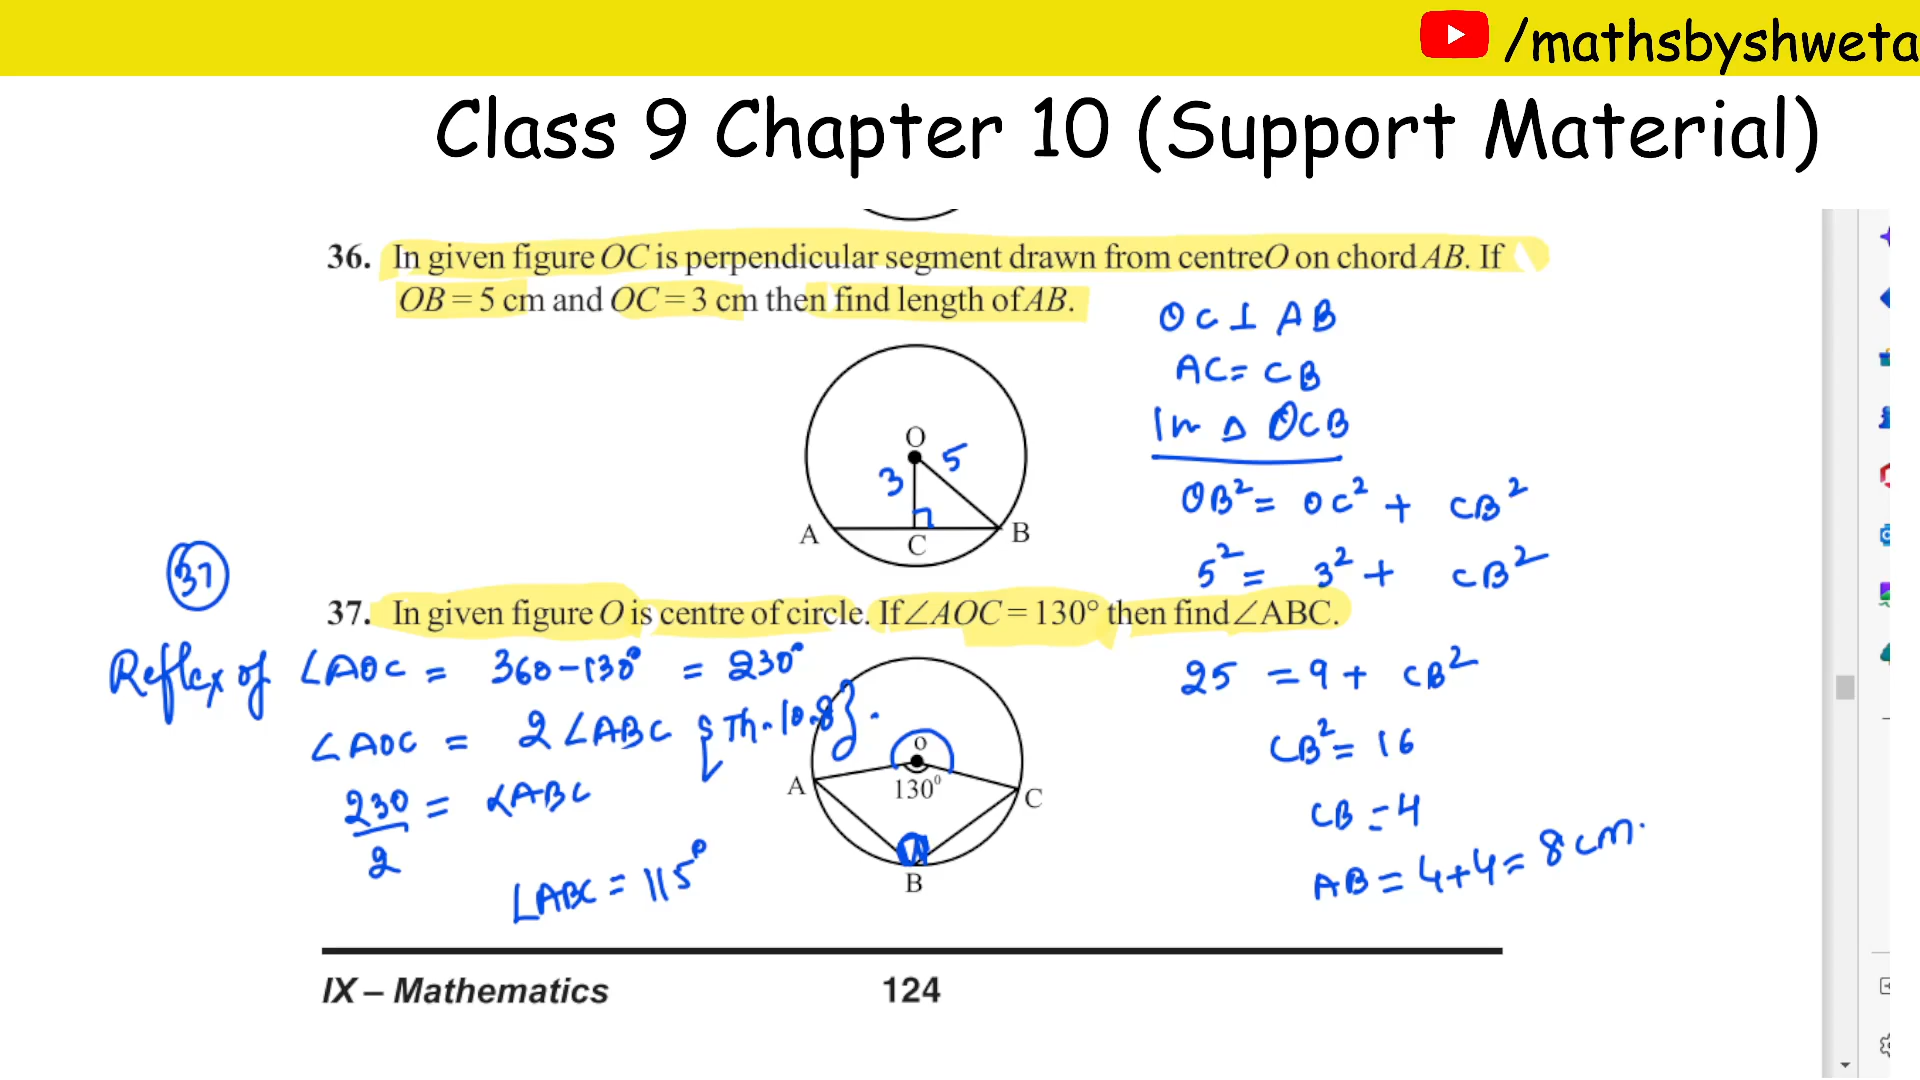 /mathsbyshweta
Class 9 Chapter 10 (Support Material)
36. In given figure OC is perpendicular segment drawn from centre O on chord AB. If
OB = 5 cm and OC = 3 cm then find length of AB.
OC ⊥ AB
AC = CB
In △ OCB
O
3 5
A C B
OB² = OC² + CB²
5² = 3² + CB²
37
37. In given figure O is centre of circle. If ∠AOC = 130° then find ∠ABC.
Reflex of ∠AOC = 360-130° = 230°
∠AOC = 2 ∠ABC {Th. 10.8}.
230/2 = ∠ABC
∠ABC = 115°
O
130⁰
A C
B
25 = 9 + CB²
CB² = 16
CB = 4
AB = 4+4 = 8 cm.
IX – Mathematics 124